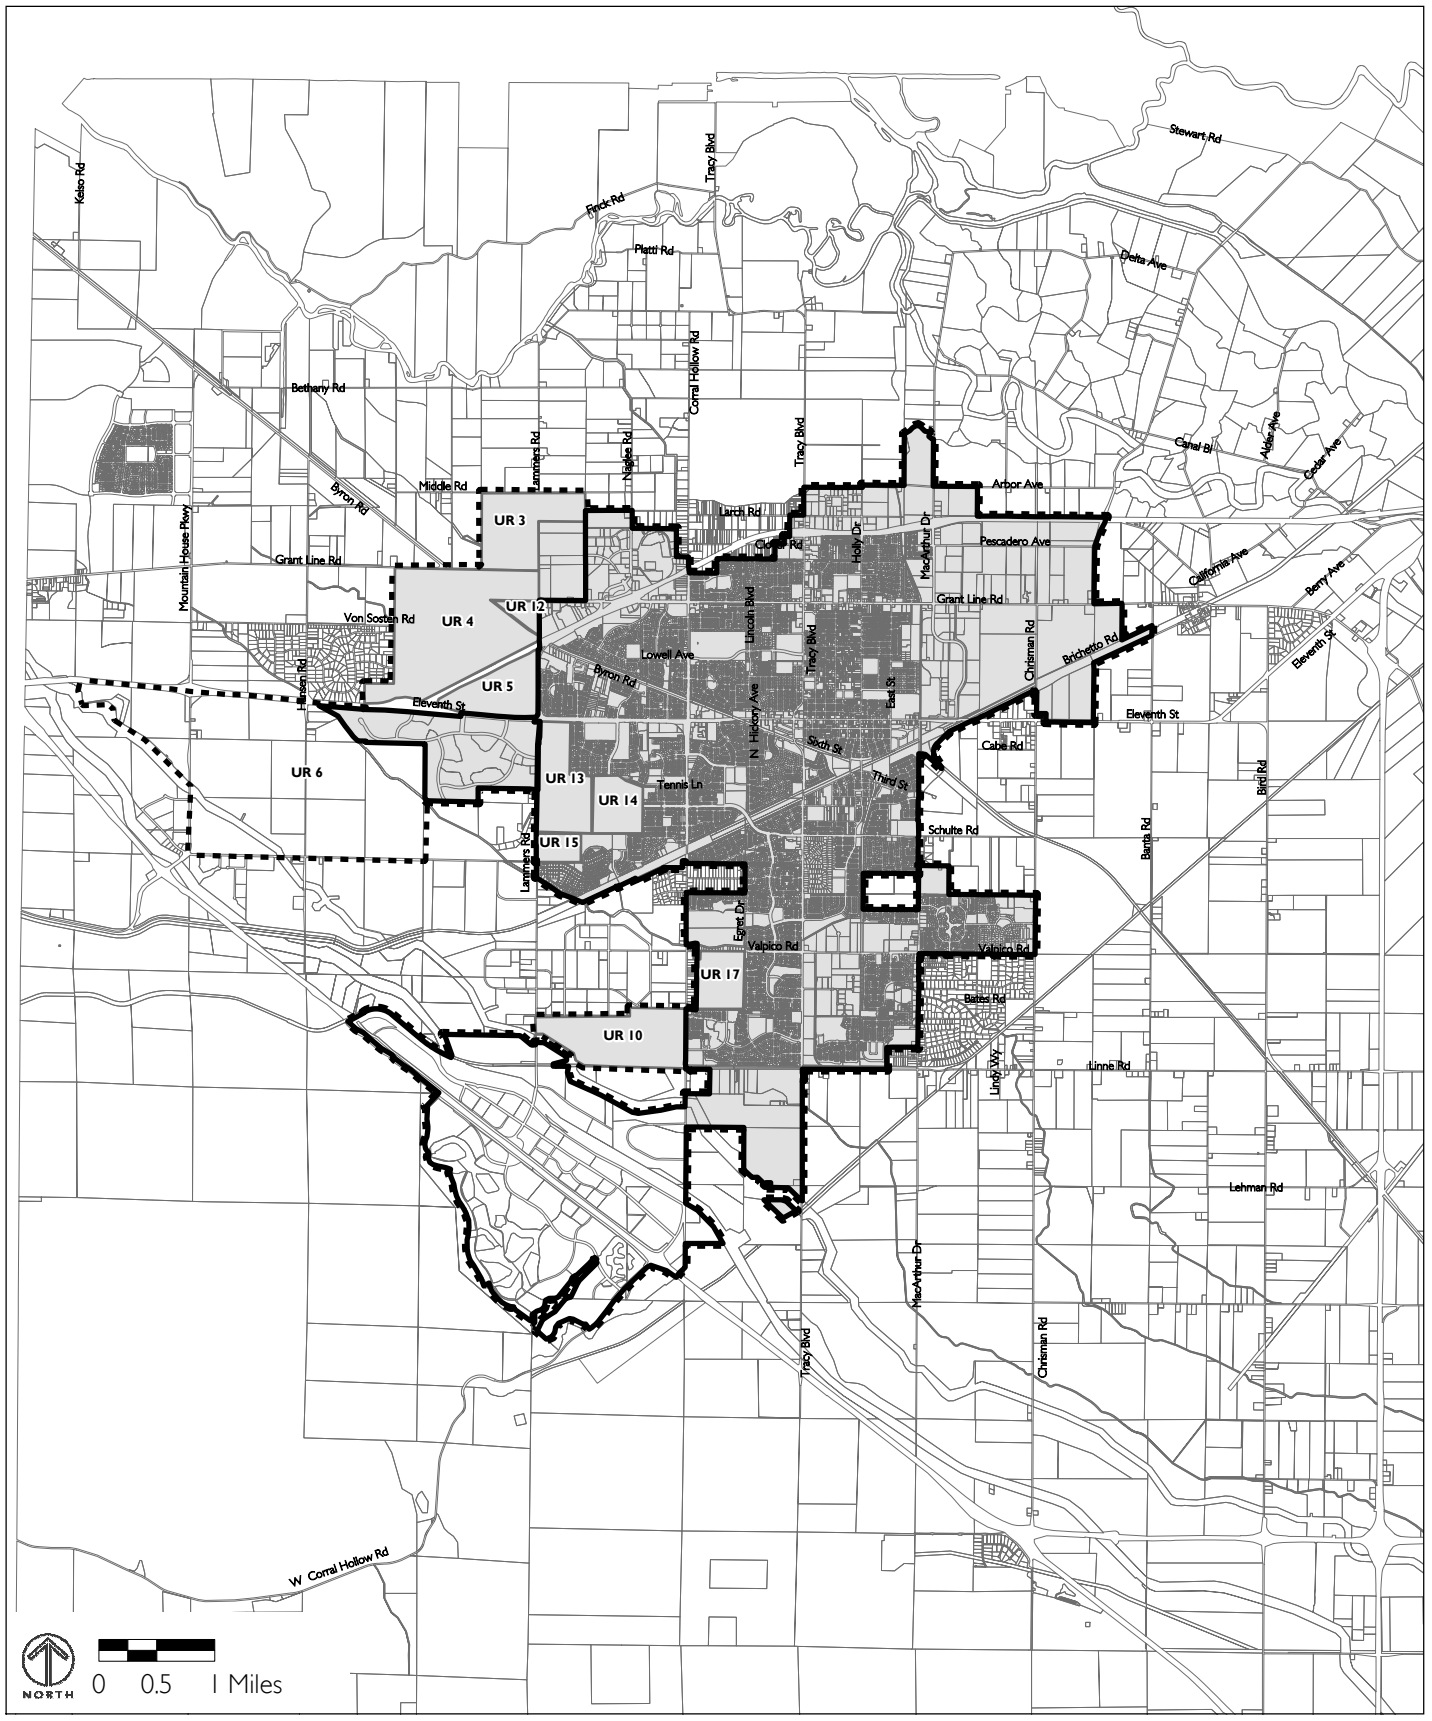 Stewart Rd
Kelso Rd
Tracy Blvd
Finck Rd
Platti Rd
Delta Ave
Corral Hollow Rd
Bethany Rd
Tracy Blvd
Lammers Rd
Naglee Rd
Canal Bl
Alder Ave
Cedar Ave
Middle Rd
Byron Rd
Arbor Ave
UR 3
Larch Rd
Holly Dr
MacArthur Dr
Clover Rd
Pescadero Ave
Mountain House Pkwy
Grant Line Rd
California Ave
Berry Ave
UR 12
Grant Line Rd
Von Sosten Rd
UR 4
Lincoln Blvd
Tracy Blvd
Chrisman Rd
Brichetto Rd
Eleventh St
Lowell Ave
Byron Rd
Hansen Rd
UR 5
East St
Eleventh St
N Hickory Ave
Eleventh St
Sixth St
Cabe Rd
UR 6
UR 13
Tennis Ln
Third St
Bird Rd
UR 14
Schulte Rd
Banta Rd
UR 15
Lammers Rd
Egret Dr
Valpico Rd
Valpico Rd
UR 17
Bates Rd
UR 10
Lindy Wy
Linne Rd
Lehman Rd
MacArthur Dr
Tracy Blvd
Chrisman Rd
W Corral Hollow Rd
NORTH
0 0.5 1 Miles